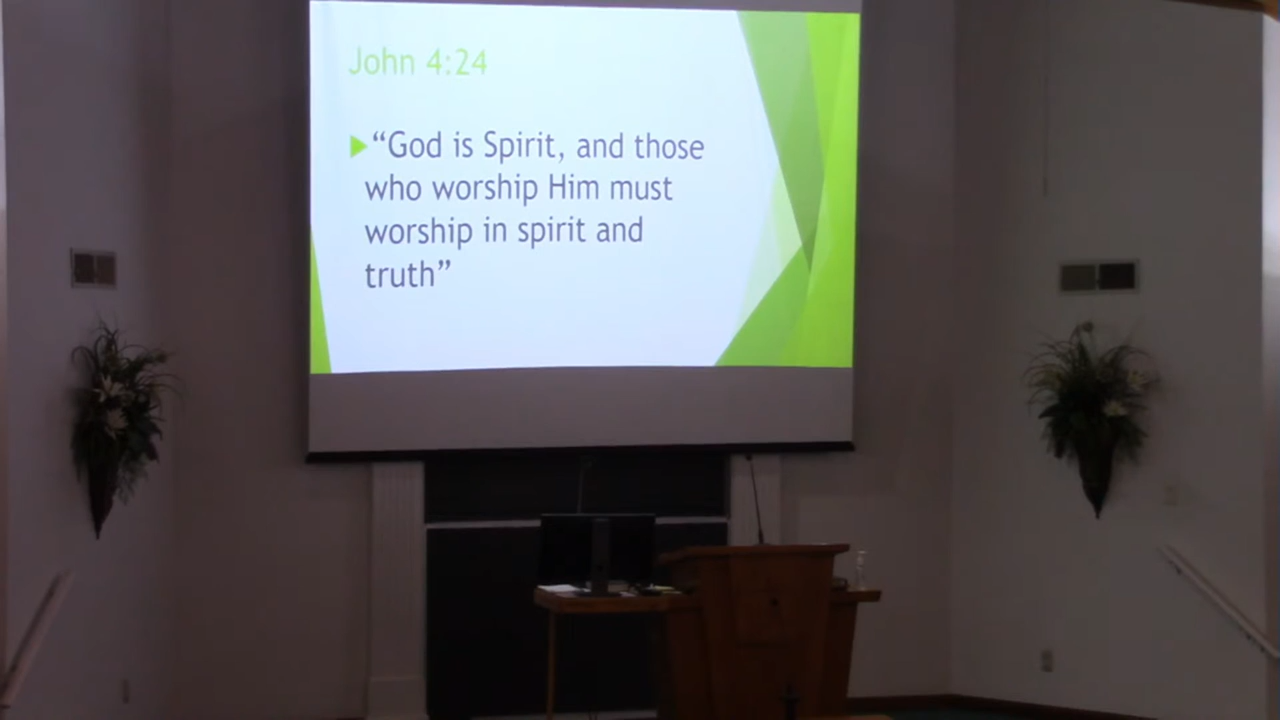 John 4:24
“God is Spirit, and those
who worship Him must
worship in spirit and
truth”